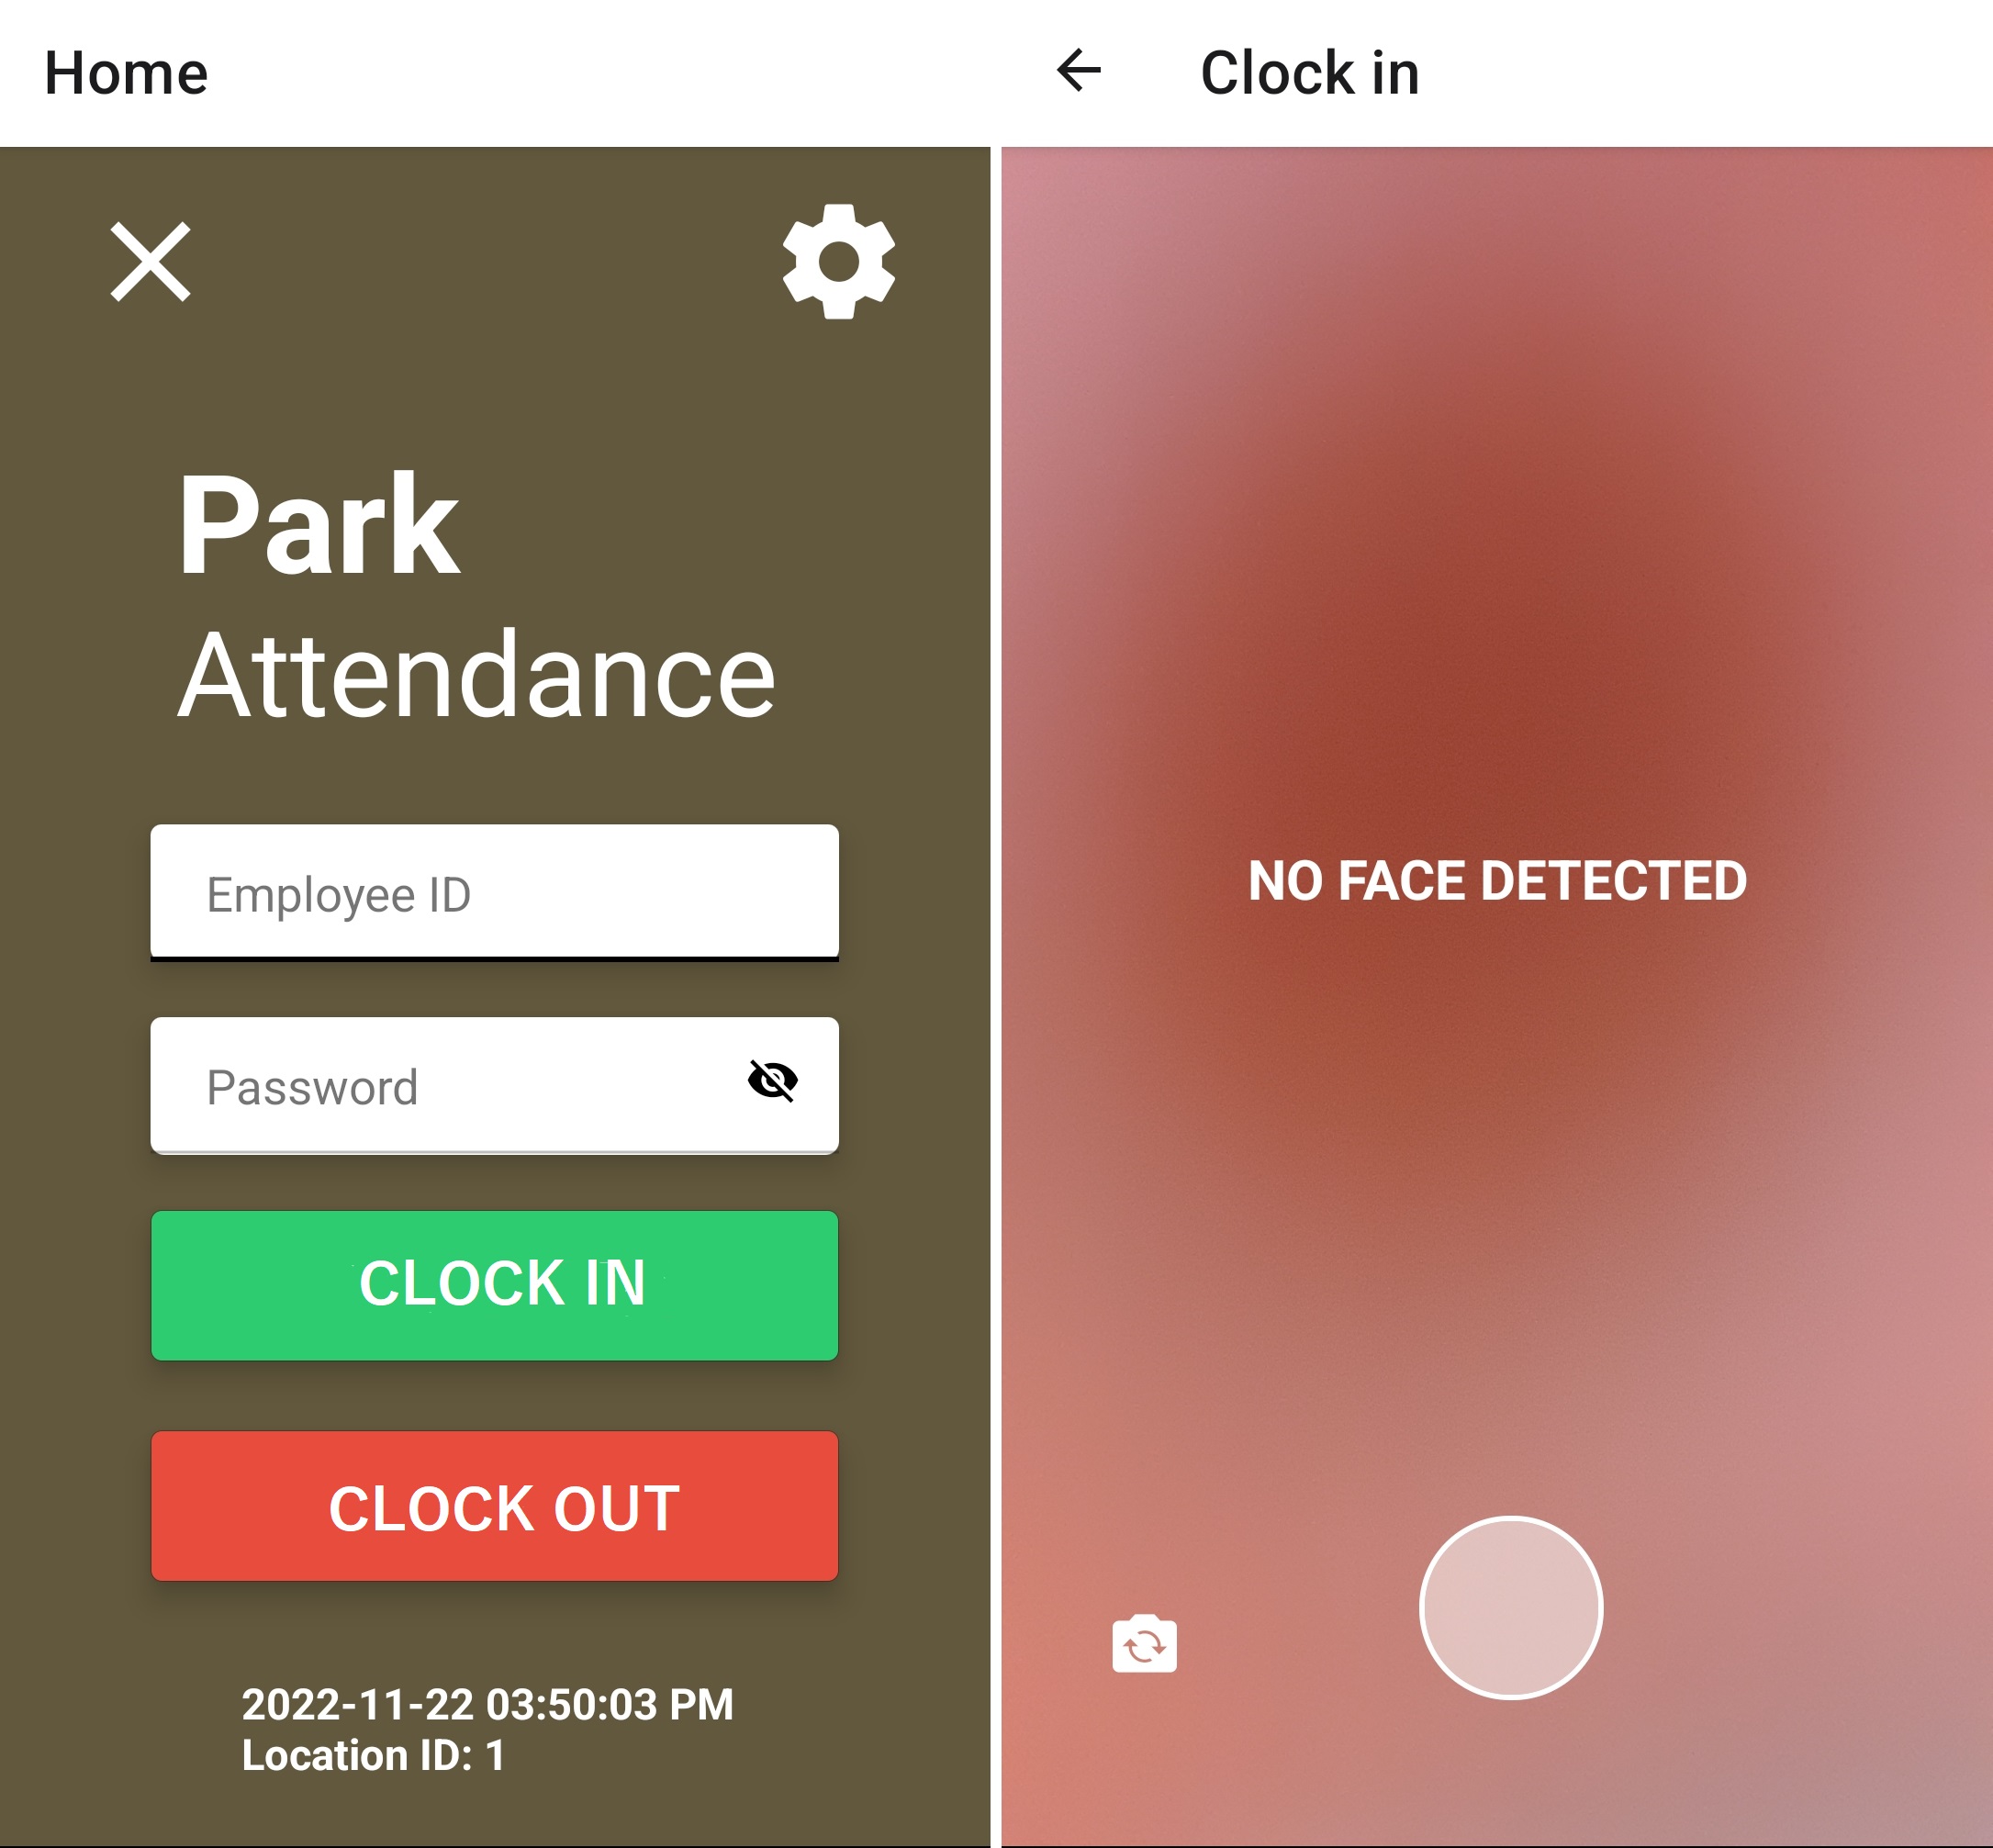 Home
Park
Attendance
Employee ID
Password
CLOCK IN
CLOCK OUT
2022-11-22 03:50:03 PM
Location ID: 1
Clock in
NO FACE DETECTED